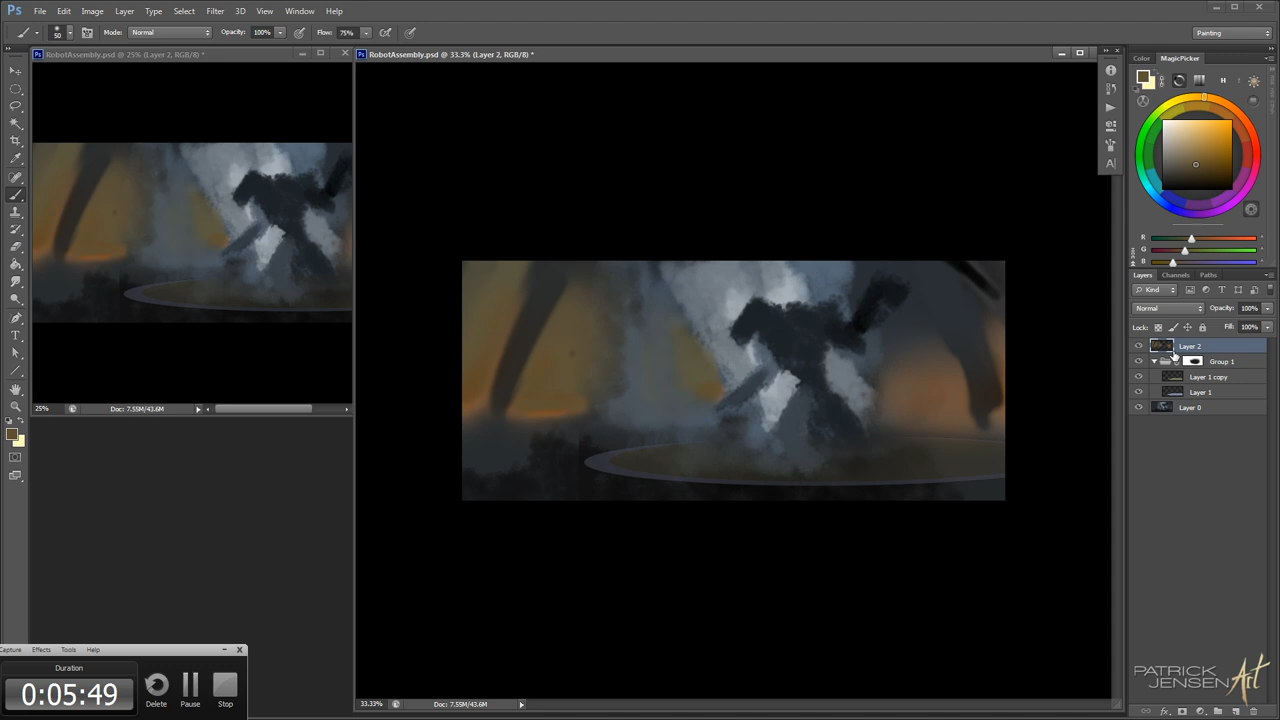 Ps File Edit Image Layer Type Select Filter 3D View Window Help
50 Mode: Normal Opacity: 100% Flow: 75% Painting
RobotAssembly.psd @ 25% (Layer 2, RGB/8) *
RobotAssembly.psd @ 33.3% (Layer 2, RGB/8) *
Color MagicPicker
H
R
G
B
Layers Channels Paths
Kind
Normal Opacity: 100%
Lock: Fill: 100%
Layer 2
Group 1
Layer 1 copy
Layer 1
Layer 0
25% Doc: 7.55M/43.6M
Capture Effects Tools Help
Duration
0:05:49
Delete Pause Stop
33.33% Doc: 7.55M/43.6M
PATRICK
JENSEN Art